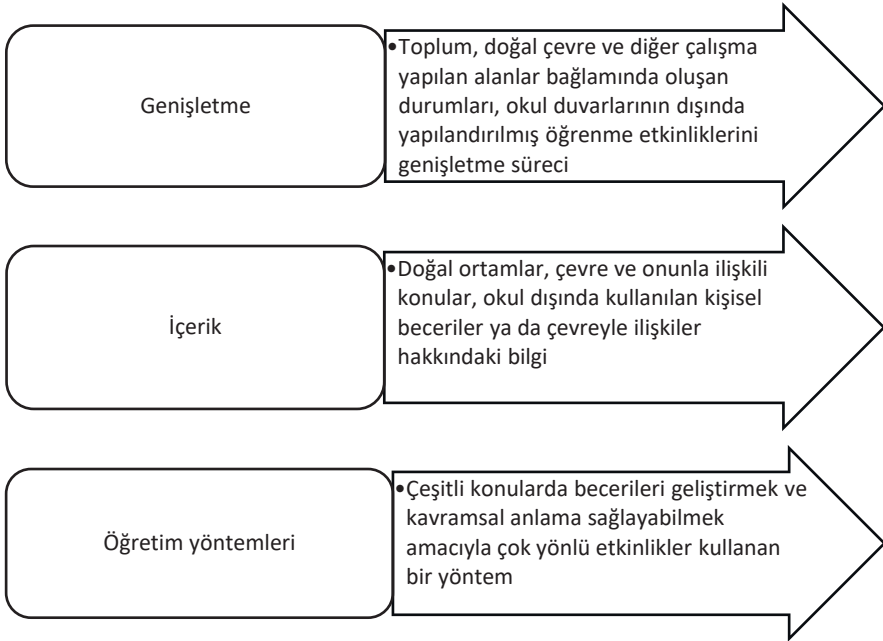 Genişletme
•Toplum, doğal çevre ve diğer çalışma
yapılan alanlar bağlamında oluşan
durumları, okul duvarlarının dışında
yapılandırılmış öğrenme etkinliklerini
genişletme süreci
İçerik
•Doğal ortamlar, çevre ve onunla ilişkili
konular, okul dışında kullanılan kişisel
beceriler ya da çevreyle ilişkiler
hakkındaki bilgi
Öğretim yöntemleri
•Çeşitli konularda becerileri geliştirmek ve
kavramsal anlama sağlayabilmek
amacıyla çok yönlü etkinlikler kullanan
bir yöntem